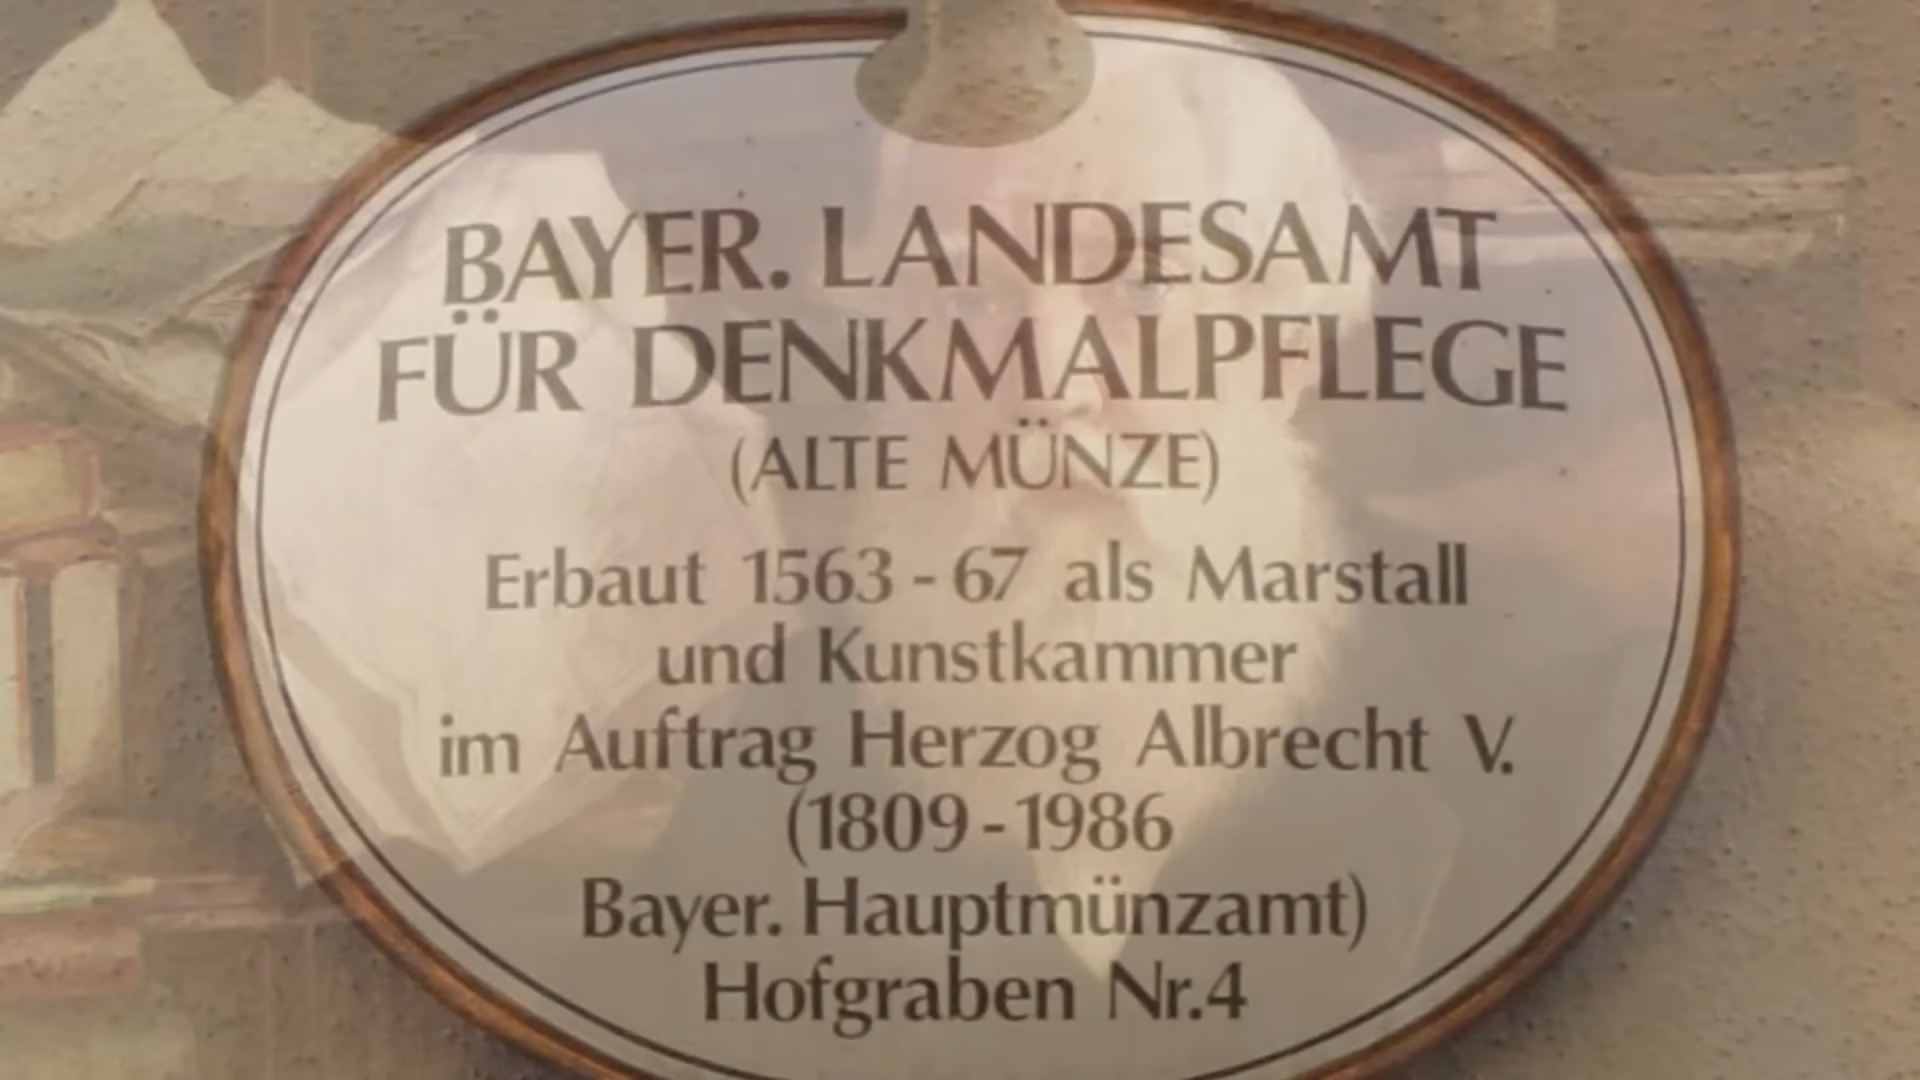 BAYER. LANDESAMT
FÜR DENKMALPFLEGE
(ALTE MÜNZE)
Erbaut 1563-67 als Marstall
und Kunstkammer
im Auftrag Herzog Albrecht V.
(1809-1986
Bayer. Hauptmünzamt)
Hofgraben Nr.4